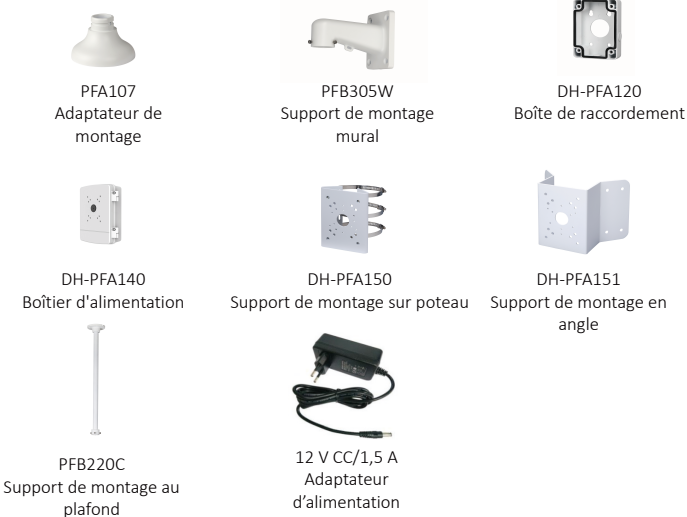 PFA107
Adaptateur de
montage
PFB305W
Support de montage
mural
DH-PFA120
Boîte de raccordement
DH-PFA140
Boîtier d'alimentation
DH-PFA150
Support de montage sur poteau
DH-PFA151
Support de montage en
angle
PFB220C
Support de montage au
plafond
12 V CC/1,5 A
Adaptateur
d’alimentation